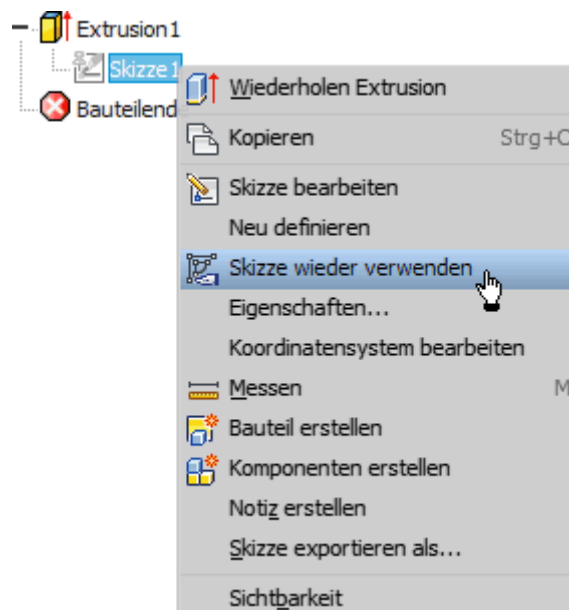 Extrusion1
Skizze1
Bauteilend
Wiederholen Extrusion
Kopieren Strg+C
Skizze bearbeiten
Neu definieren
Skizze wieder verwenden
Eigenschaften...
Koordinatensystem bearbeiten
Messen M
Bauteil erstellen
Komponenten erstellen
Notiz erstellen
Skizze exportieren als...
Sichtbarkeit